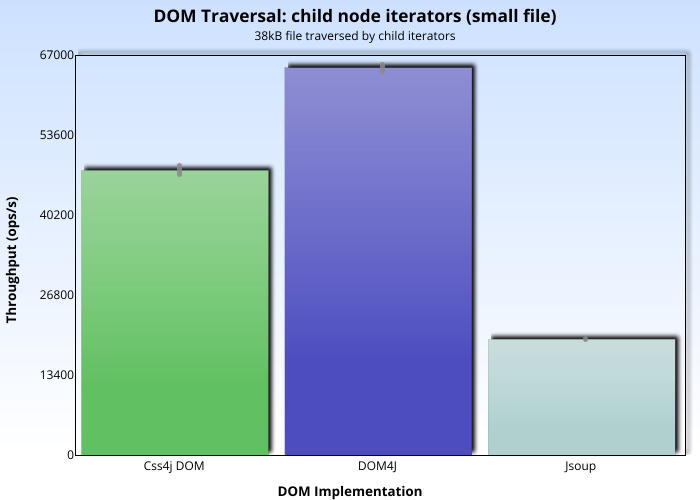 DOM Traversal: child node iterators (small file)
38kB file traversed by child iterators
67000
53600
40200
26800
13400
0
Throughput (ops/s)
Css4j DOM
DOM4J
Jsoup
DOM Implementation